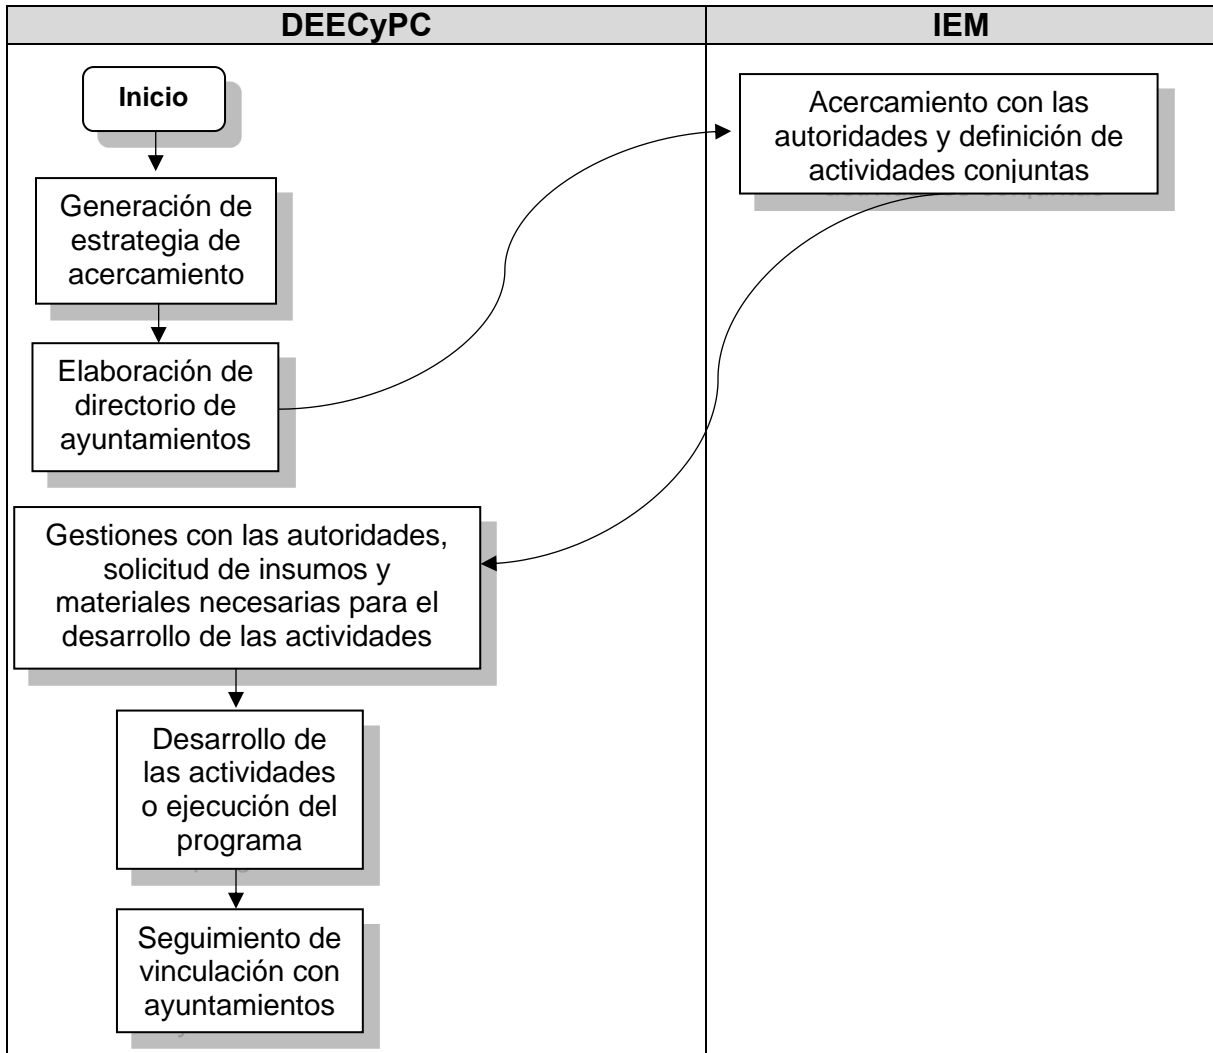 DEECyPC
IEM
Inicio
Generación de
estrategia de
acercamiento
Elaboración de
directorio de
ayuntamientos
Acercamiento con las
autoridades y definición de
actividades conjuntas
Gestiones con las autoridades,
solicitud de insumos y
materiales necesarias para el
desarrollo de las actividades
Desarrollo de
las actividades
o ejecución del
programa
Seguimiento de
vinculación con
ayuntamientos